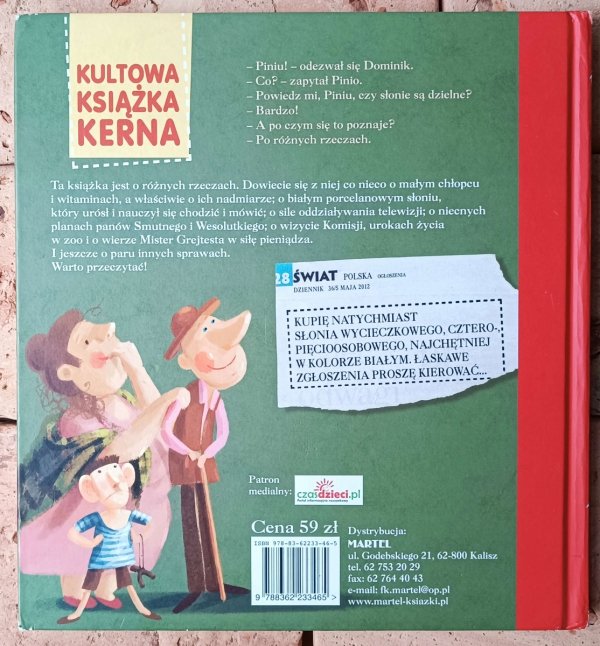 KULTOWA
KSIĄŻKA
KERNA
– Piniu! – odezwał się Dominik.
– Co? – zapytał Pinio.
– Powiedz mi, Piniu, czy słonie są dzielne?
– Bardzo!
– A po czym się to poznaje?
– Po różnych rzeczach.
Ta książka jest o różnych rzeczach. Dowiecie się z niej co nieco o małym chłopcu
i witaminach, a właściwie o ich nadmiarze; o białym porcelanowym słoniu,
który urósł i nauczył się chodzić i mówić; o sile oddziaływania telewizji; o niecnych
planach panów Smutnego i Wesolutkiego; o wizycie Komisji, urokach życia
w zoo i o wierze Mister Grejtesta w siłę pieniądza.
I jeszcze o paru innych sprawach.
Warto przeczytać!
28 ŚWIAT POLSKA OGŁOSZENIA
DZIENNIK 36/8 MAJA 2012
KUPIĘ NATYCHMIAST
SŁONIA WYCIECZKOWEGO, CZTERO-,
PIĘCIOOSOBOWEGO, NAJCHĘTNIEJ
W KOLORZE BIAŁYM. ŁASKAWE
ZGŁOSZENIA PROSZĘ KIEROWAĆ...
Patron
medialny:
czasdzieci.pl
Cena 59 zł
ISBN 978-83-62233-46-5
9 788362 233465 >
Dystrybucja:
MARTEL
ul. Godebskiego 21, 62-800 Kalisz
tel. 62 753 20 29
fax: 62 764 40 43
e-mail: fk.martel@op.pl
www.martel-ksiazki.pl